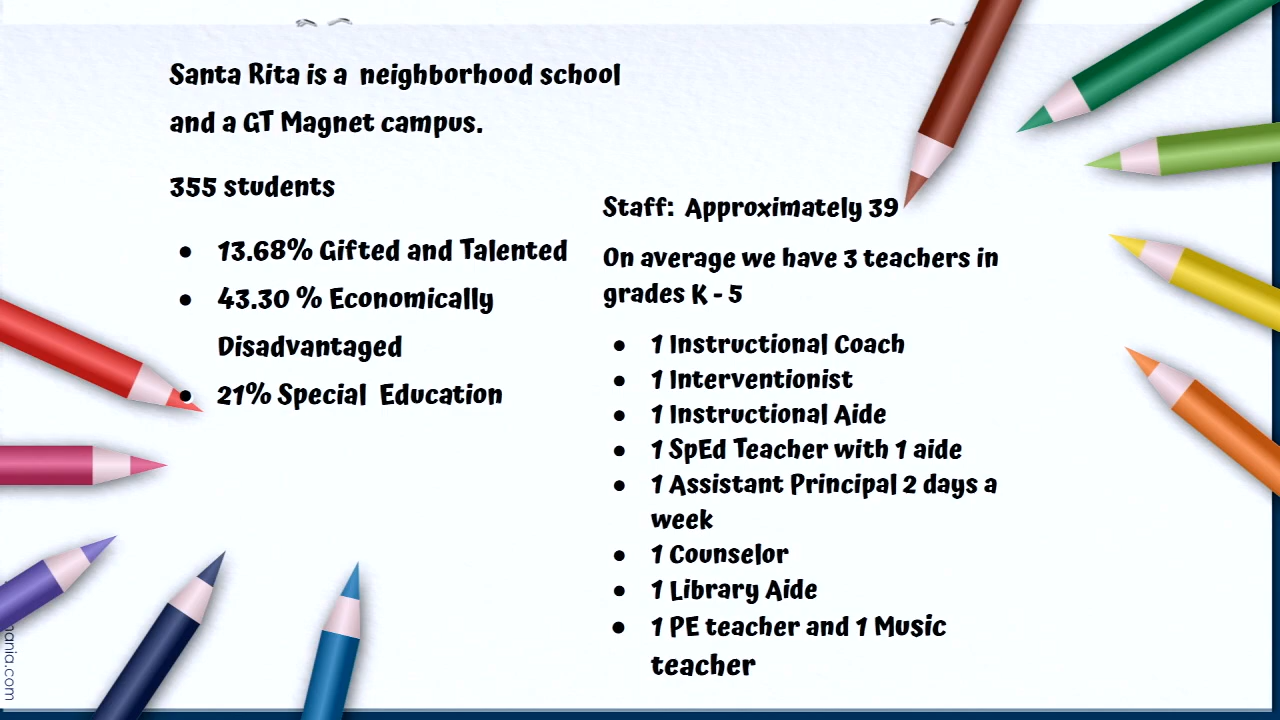 Santa Rita is a neighborhood school
and a GT Magnet campus.
355 students
● 13.68% Gifted and Talented
● 43.30 % Economically
Disadvantaged
● 21% Special Education
Staff: Approximately 39
On average we have 3 teachers in
grades K - 5
● 1 Instructional Coach
● 1 Interventionist
● 1 Instructional Aide
● 1 SpEd Teacher with 1 aide
● 1 Assistant Principal 2 days a
week
● 1 Counselor
● 1 Library Aide
● 1 PE teacher and 1 Music
teacher